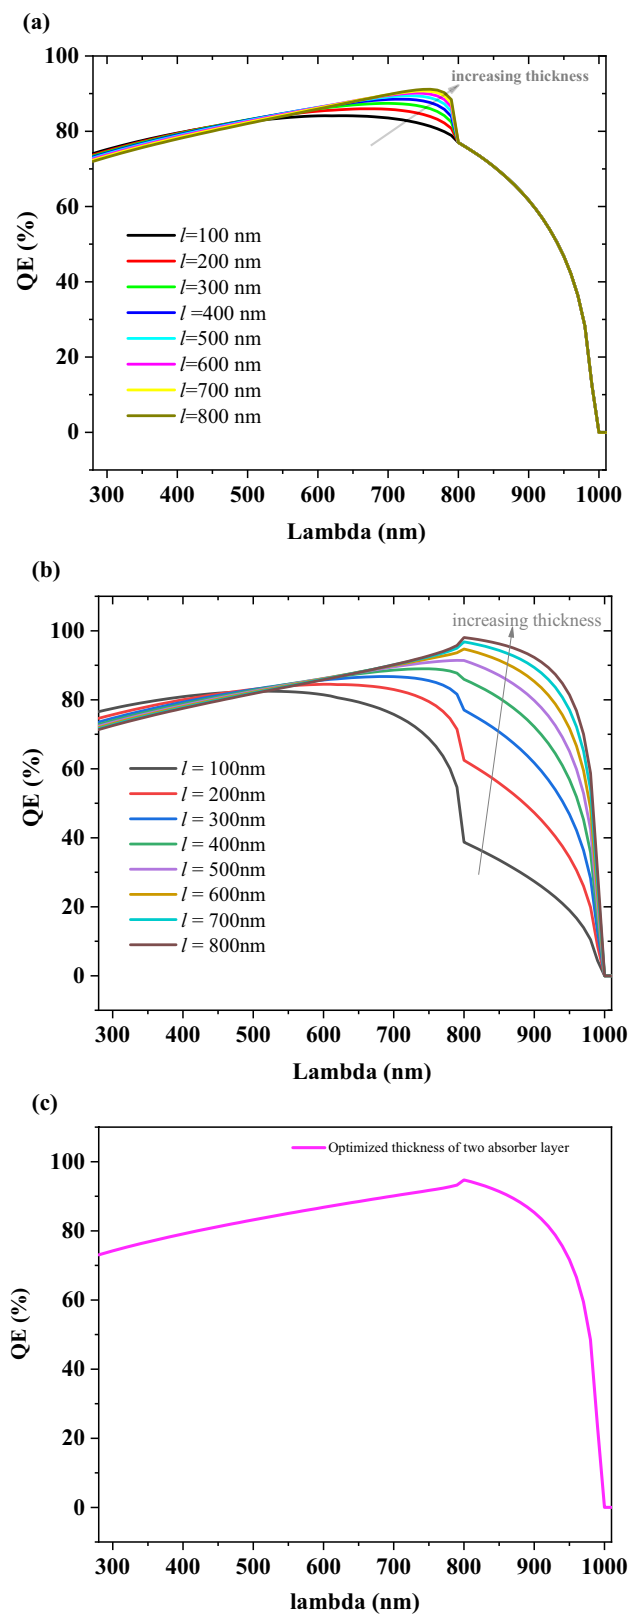 (a)
100
80
60
40
20
0
QE (%)
increasing thickness
l=100 nm
l=200 nm
l=300 nm
l =400 nm
l=500 nm
l=600 nm
l=700 nm
l=800 nm
300 400 500 600 700 800 900 1000
Lambda (nm)
(b)
100
80
60
40
20
0
QE (%)
increasing thickness
l = 100nm
l = 200nm
l = 300nm
l = 400nm
l = 500nm
l = 600nm
l = 700nm
l = 800nm
300 400 500 600 700 800 900 1000
Lambda (nm)
(c)
100
80
60
40
20
0
QE (%)
Optimized thickness of two absorber layer
300 400 500 600 700 800 900 1000
lambda (nm)